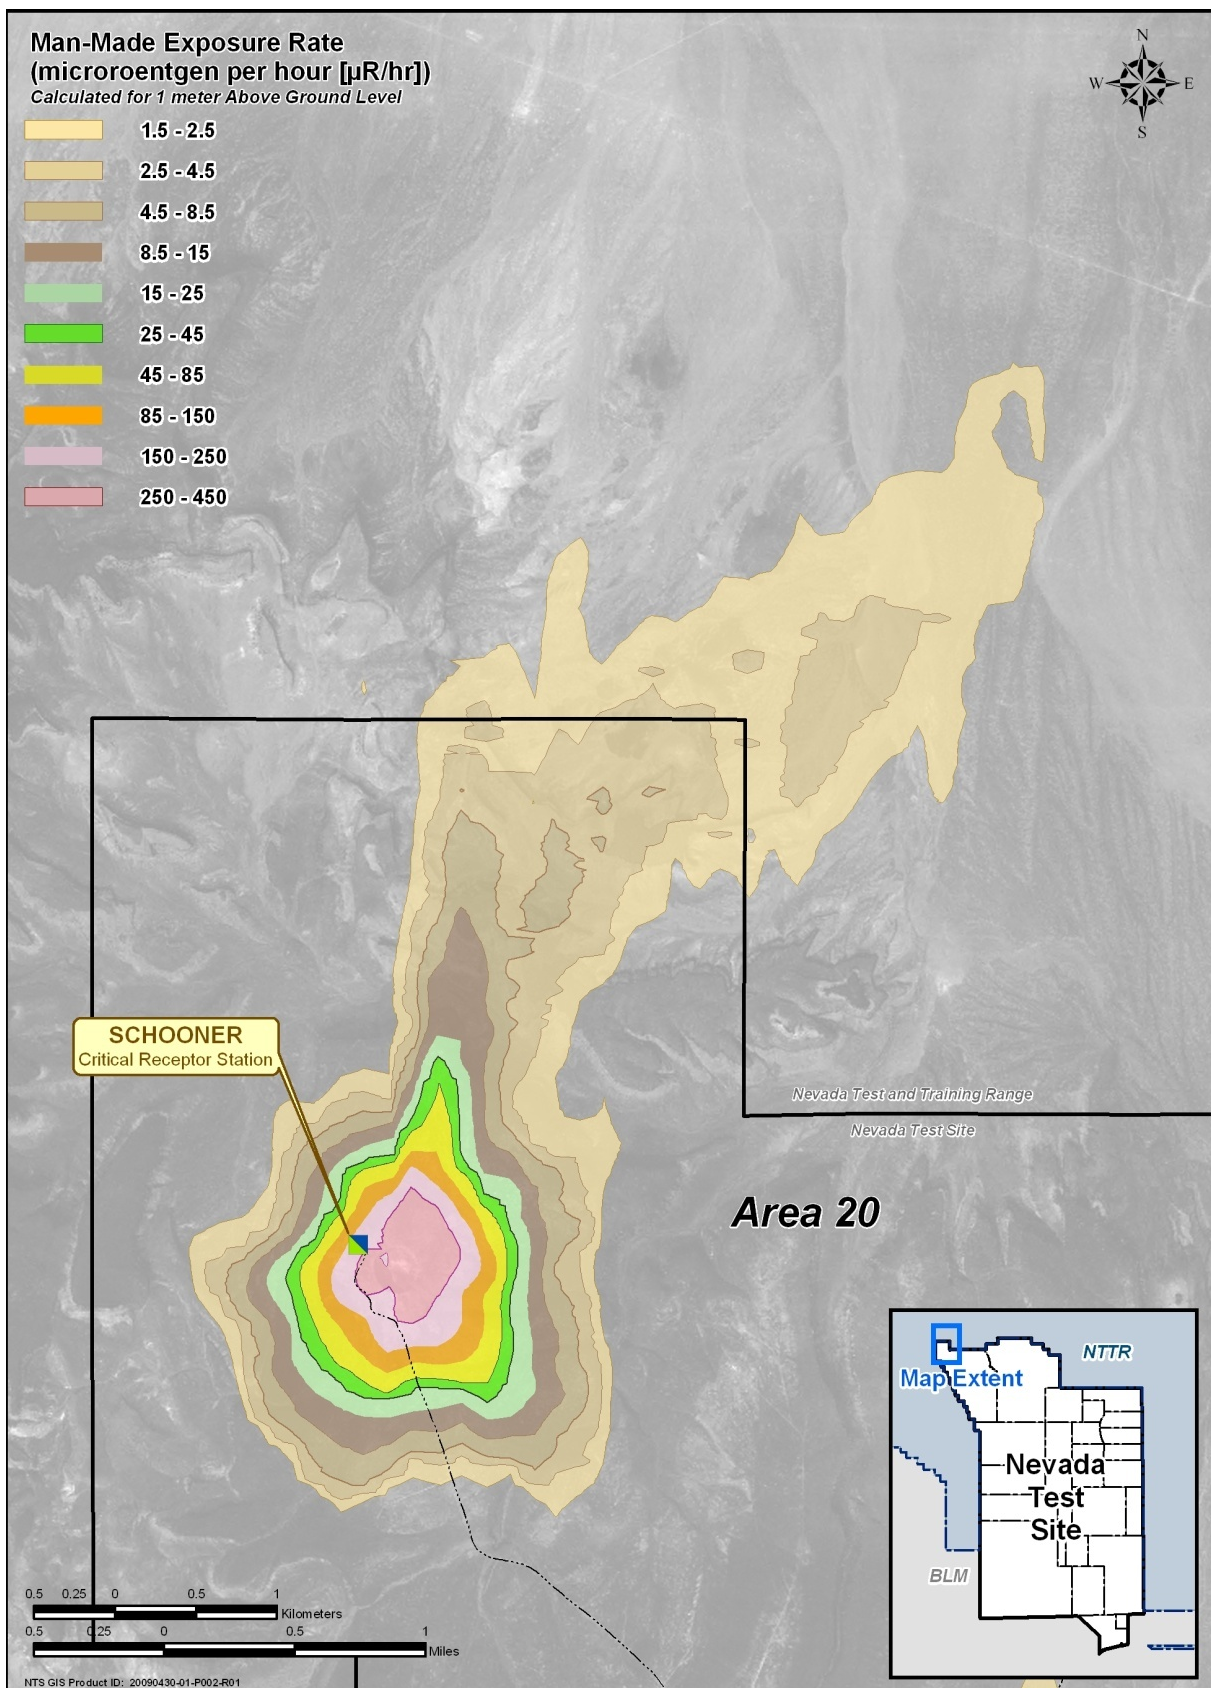 Man-Made Exposure Rate
(microroentgen per hour [µR/hr])
Calculated for 1 meter Above Ground Level
1.5 - 2.5
2.5 - 4.5
4.5 - 8.5
8.5 - 15
15 - 25
25 - 45
45 - 85
85 - 150
150 - 250
250 - 450
N
W E
S
SCHOONER
Critical Receptor Station
Nevada Test and Training Range
Nevada Test Site
Area 20
NTTR
Map Extent
Nevada
Test
Site
BLM
0.5 0.25 0 0.5 1
Kilometers
0.5 0.25 0 0.5 1
Miles
NTS GIS Product ID: 20090430-01-P002-R01